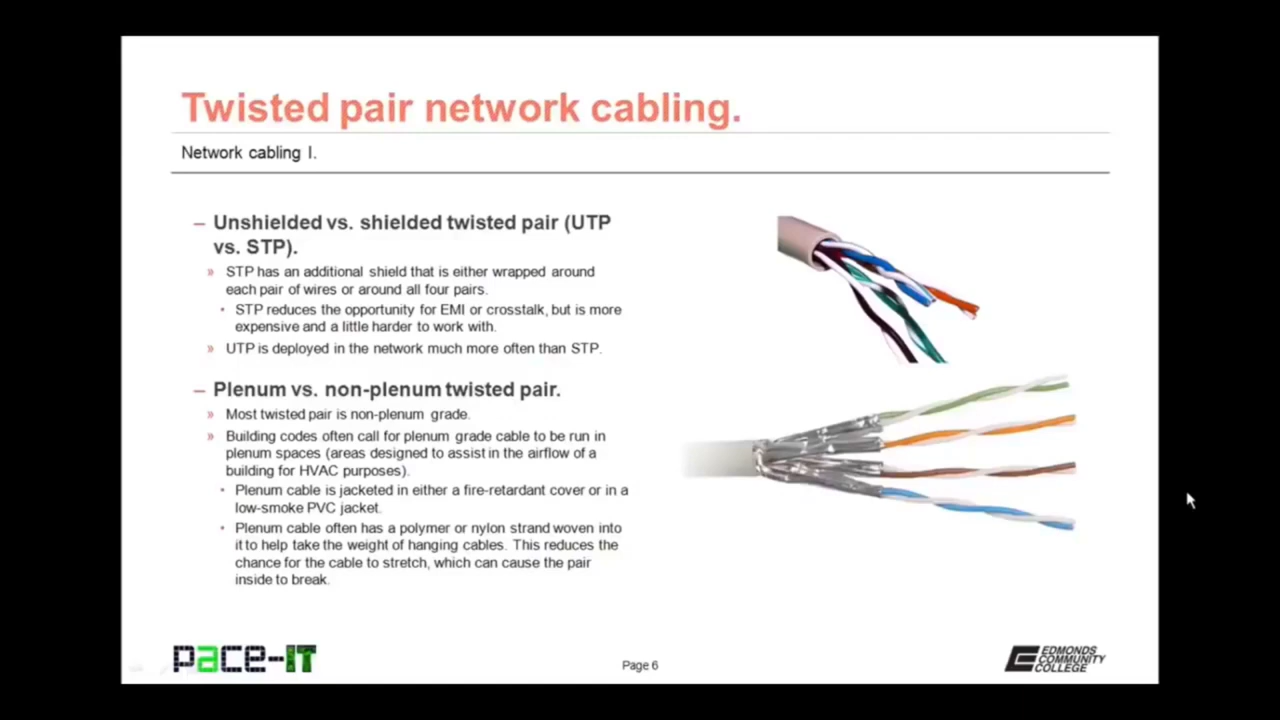 Twisted pair network cabling.
Network cabling I.
– Unshielded vs. shielded twisted pair (UTP
vs. STP).
» STP has an additional shield that is either wrapped around
each pair of wires or around all four pairs.
• STP reduces the opportunity for EMI or crosstalk, but is more
expensive and a little harder to work with.
» UTP is deployed in the network much more often than STP.
– Plenum vs. non-plenum twisted pair.
» Most twisted pair is non-plenum grade.
» Building codes often call for plenum grade cable to be run in
plenum spaces (areas designed to assist in the airflow of a
building for HVAC purposes).
• Plenum cable is jacketed in either a fire-retardant cover or in a
low-smoke PVC jacket.
• Plenum cable often has a polymer or nylon strand woven into
it to help take the weight of hanging cables. This reduces the
chance for the cable to stretch, which can cause the pair
inside to break.
pace-IT
Page 6
EDMONDS
COMMUNITY
COLLEGE